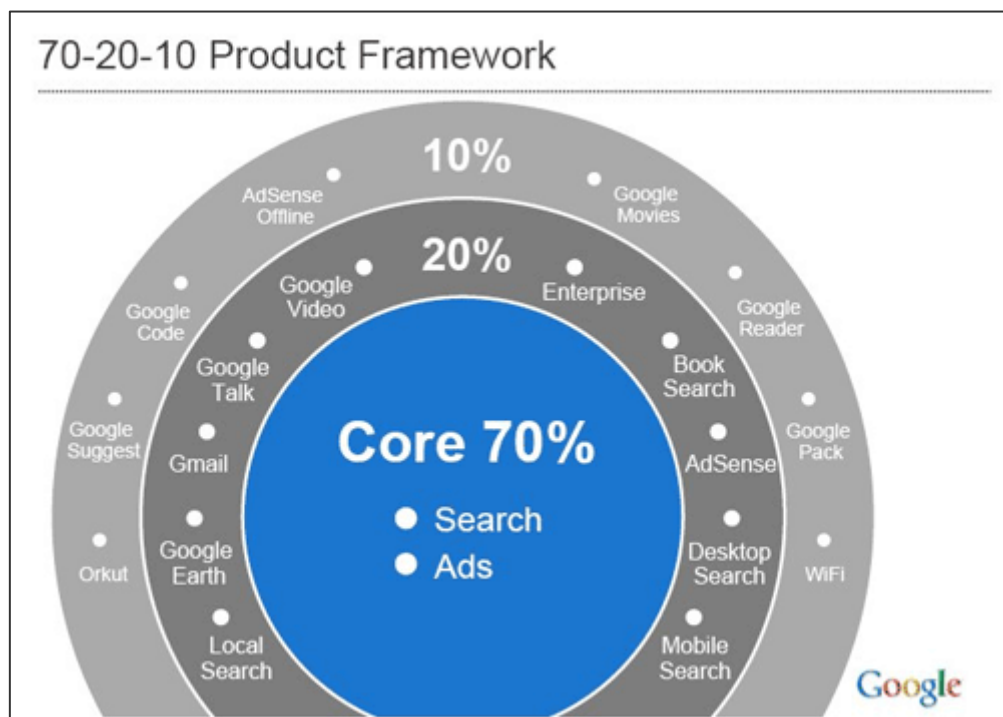 70-20-10 Product Framework
10%
AdSense
Offline
Google
Movies
Google
Code
Google
Reader
Google
Suggest
Google
Pack
Orkut
WiFi
20%
Google
Video
Enterprise
Google
Talk
Book
Search
Gmail
AdSense
Google
Earth
Desktop
Search
Local
Search
Mobile
Search
Core 70%
Search
Ads
Google